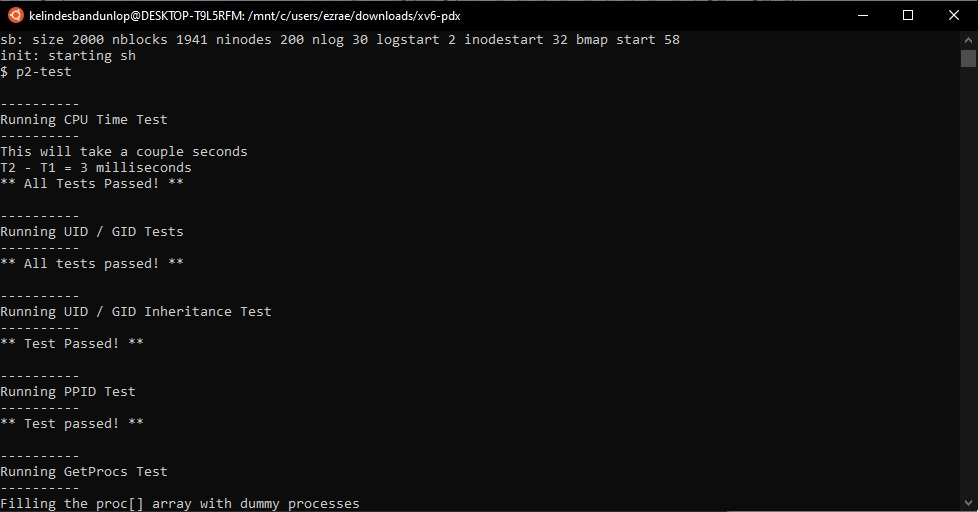 kelindesbandunlop@DESKTOP-T9L5RFM: /mnt/c/users/ezrae/downloads/xv6-pdx
sb: size 2000 nblocks 1941 ninodes 200 nlog 30 logstart 2 inodestart 32 bmap start 58
init: starting sh
$ p2-test
----------
Running CPU Time Test
----------
This will take a couple seconds
T2 - T1 = 3 milliseconds
** All Tests Passed! **
----------
Running UID / GID Tests
----------
** All tests passed! **
----------
Running UID / GID Inheritance Test
----------
** Test Passed! **
----------
Running PPID Test
----------
** Test passed! **
----------
Running GetProcs Test
----------
Filling the proc[] array with dummy processes